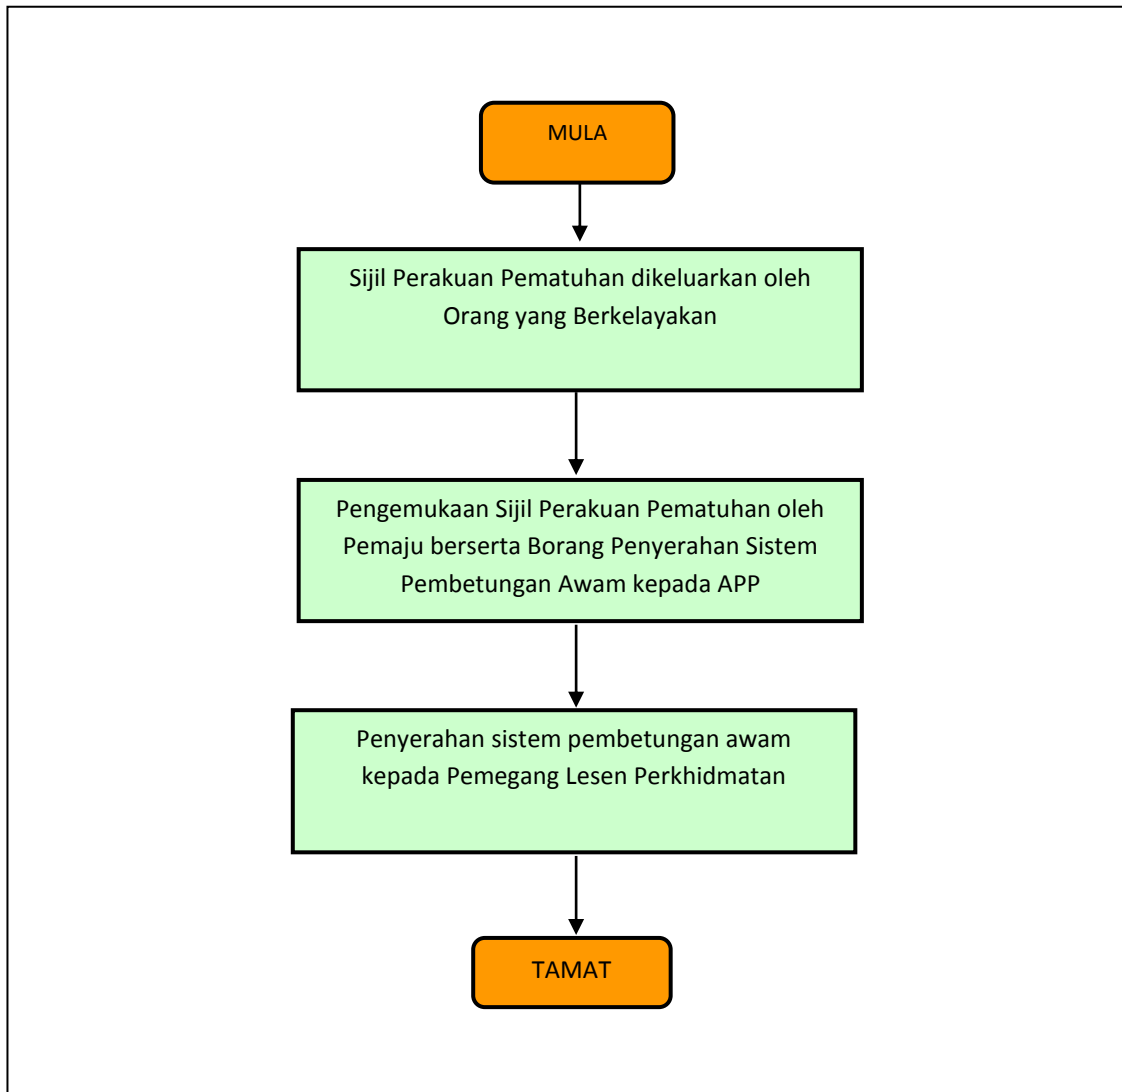 MULA
Sijil Perakuan Pematuhan dikeluarkan oleh
Orang yang Berkelayakan
Pengemukaan Sijil Perakuan Pematuhan oleh
Pemaju berserta Borang Penyerahan Sistem
Pembetungan Awam kepada APP
Penyerahan sistem pembetungan awam
kepada Pemegang Lesen Perkhidmatan
TAMAT